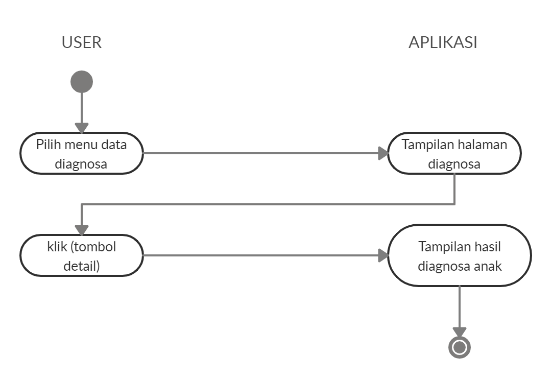 USER
APLIKASI
Pilih menu data
diagnosa
Tampilan halaman
diagnosa
klik (tombol
detail)
Tampilan hasil
diagnosa anak